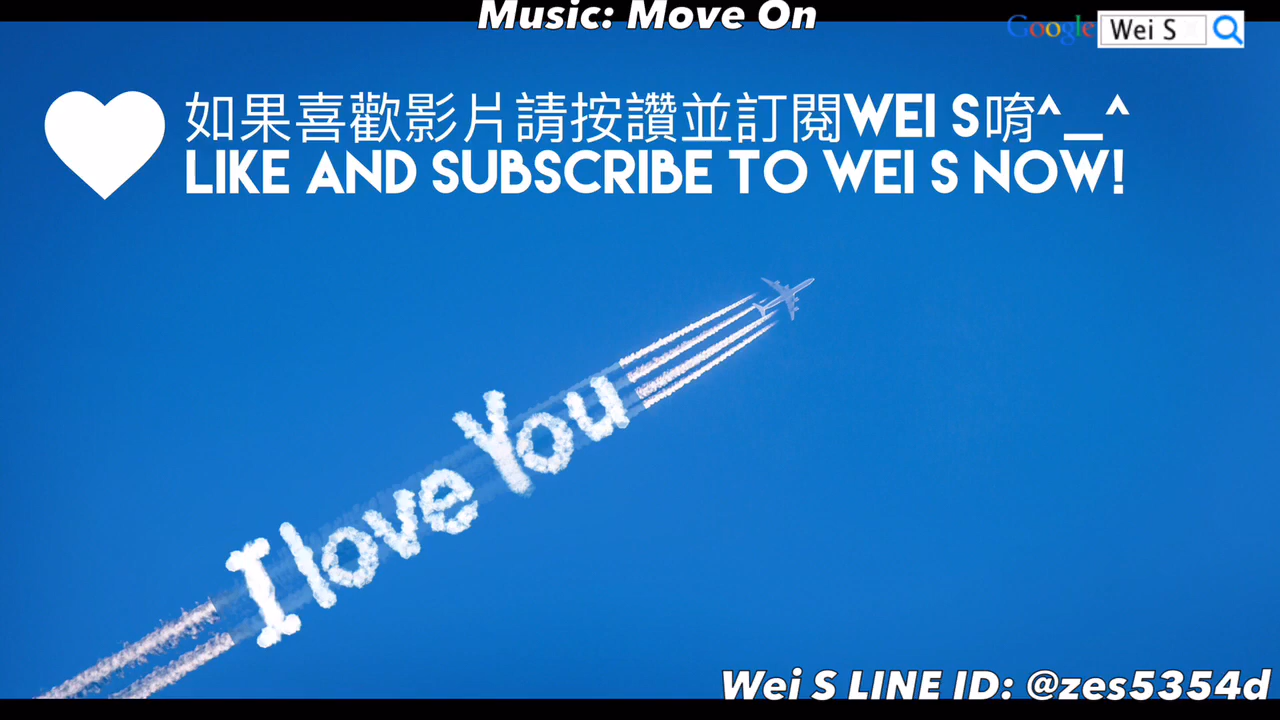 Music: Move On
Google
Wei S
如果喜歡影片請按讚並訂閱WEI S唷^_^
LIKE AND SUBSCRIBE TO WEI S NOW!
I love You
Wei S LINE ID: @zes5354d